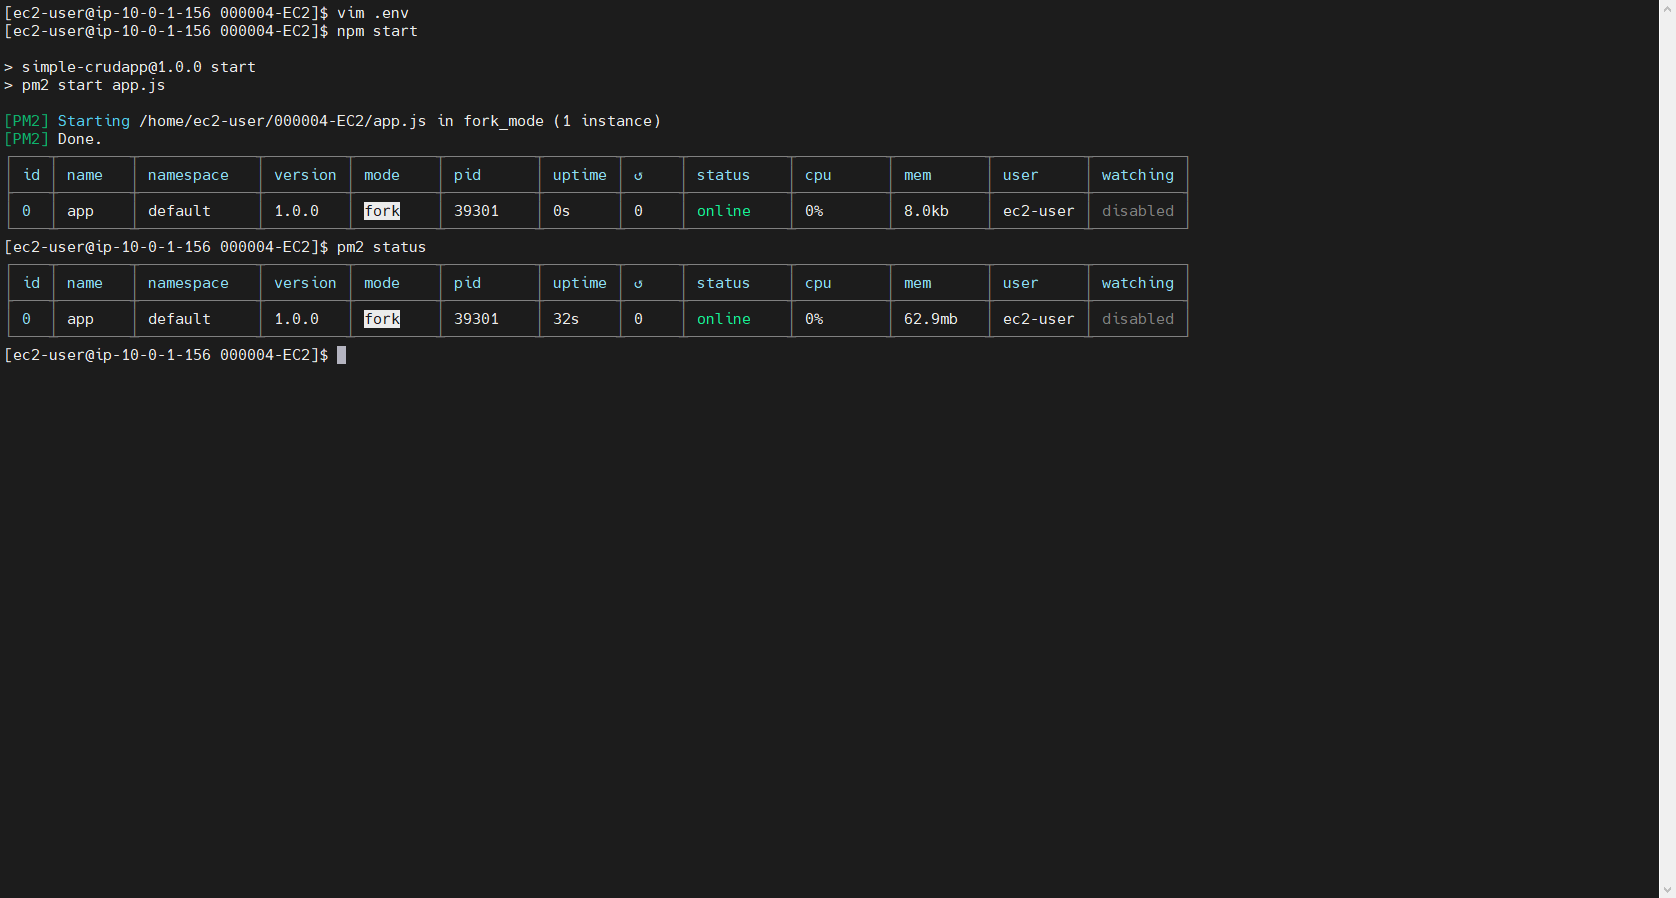 [ec2-user@ip-10-0-1-156 000004-EC2]$ vim .env
[ec2-user@ip-10-0-1-156 000004-EC2]$ npm start
> simple-crudapp@1.0.0 start
> pm2 start app.js
[PM2] Starting /home/ec2-user/000004-EC2/app.js in fork_mode (1 instance)
[PM2] Done.
id name namespace version mode pid uptime ↺ status cpu mem user watching
0 app default 1.0.0 fork 39301 0s 0 online 0% 8.0kb ec2-user disabled
[ec2-user@ip-10-0-1-156 000004-EC2]$ pm2 status
id name namespace version mode pid uptime ↺ status cpu mem user watching
0 app default 1.0.0 fork 39301 32s 0 online 0% 62.9mb ec2-user disabled
[ec2-user@ip-10-0-1-156 000004-EC2]$